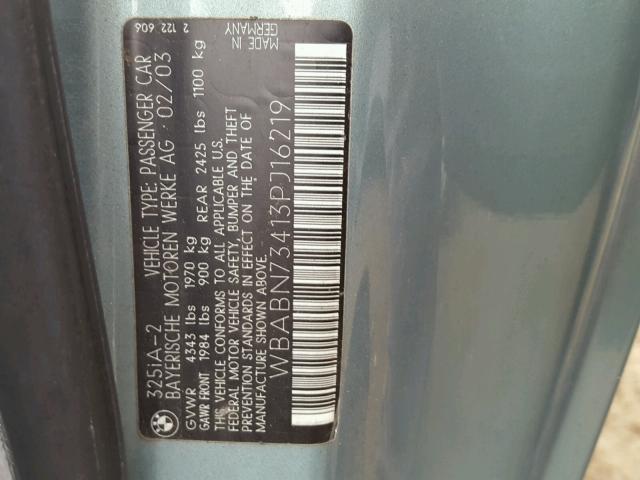 325iA-2 VEHICLE TYPE: PASSENGER CAR
BAYERISCHE MOTOREN WERKE AG 02/03
GVWR 4343 lbs 1970 kg
GAWR FRONT 1984 lbs 900 kg REAR 2425 lbs 1100 kg
THIS VEHICLE CONFORMS TO ALL APPLICABLE U.S.
FEDERAL MOTOR VEHICLE SAFETY, BUMPER AND THEFT
PREVENTION STANDARDS IN EFFECT ON THE DATE OF
MANUFACTURE SHOWN ABOVE.
WBABN73413PJ16219
2 122 606
MADE IN
GERMANY